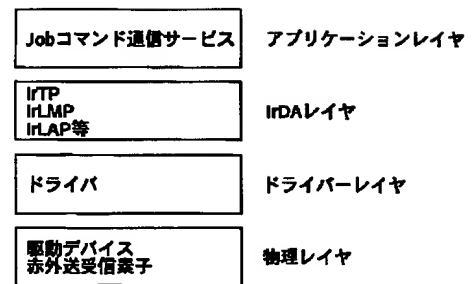 Jobコマンド通信サービス アプリケーションレイヤ
IrTP
IrLMP IrDAレイヤ
IrLAP等
ドライバ ドライバーレイヤ
駆動デバイス
赤外送受信素子 物理レイヤ